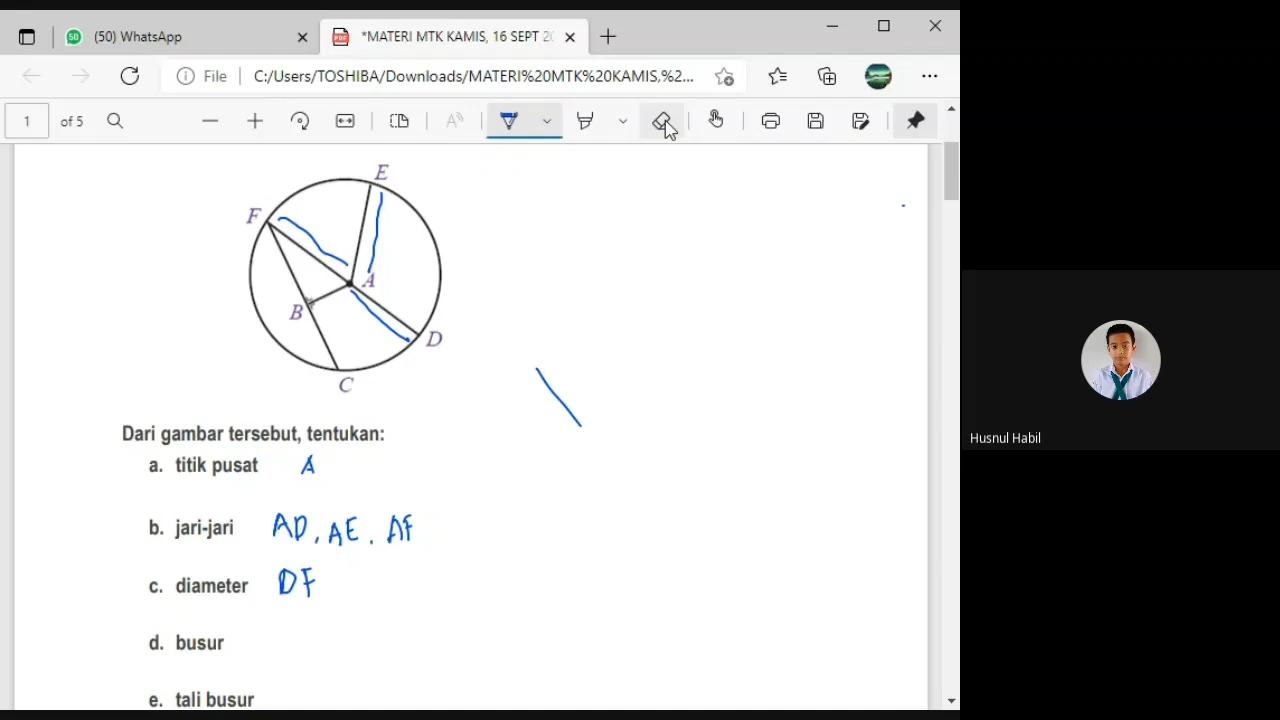 (50) WhatsApp
*MATERI MTK KAMIS, 16 SEPT 20
File
C:/Users/TOSHIBA/Downloads/MATERI%20MTK%20KAMIS,%2...
1 of 5
E
F
A
B
D
C
Dari gambar tersebut, tentukan:
a. titik pusat A
b. jari-jari AD, AE. AF
c. diameter DF
d. busur
e. tali busur
Husnul Habil